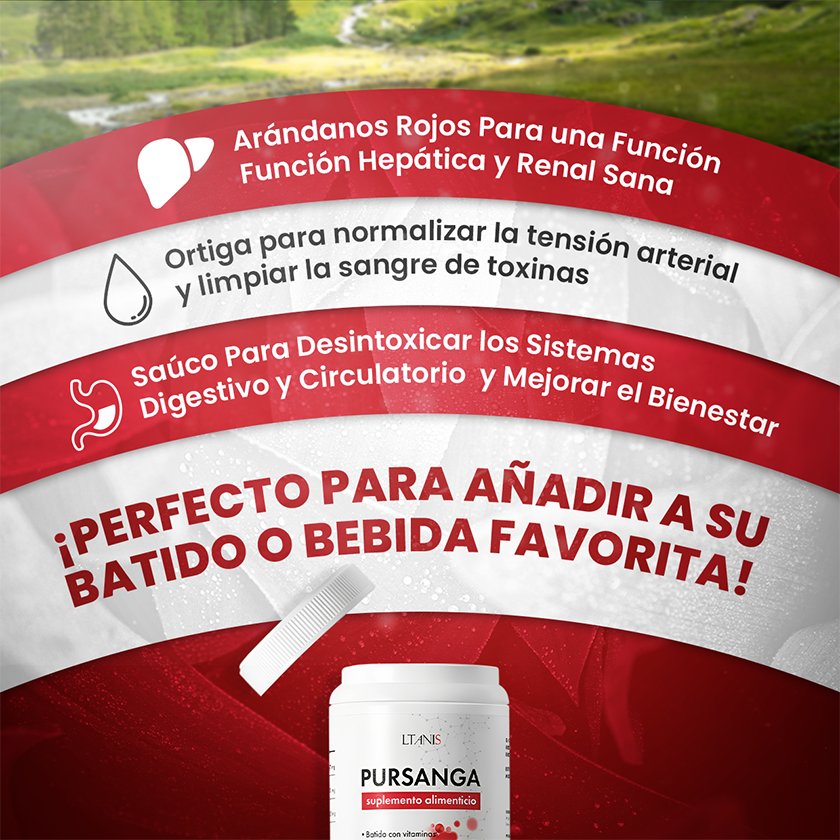 Arándanos Rojos Para una Función
Función Hepática y Renal Sana
Ortiga para normalizar la tensión arterial
y limpiar la sangre de toxinas
Saúco Para Desintoxicar los Sistemas
Digestivo y Circulatorio y Mejorar el Bienestar
¡PERFECTO PARA AÑADIR A SU
BATIDO O BEBIDA FAVORITA!
LTANIS
PURSANGA
suplemento alimenticio
• Batido con vitaminas